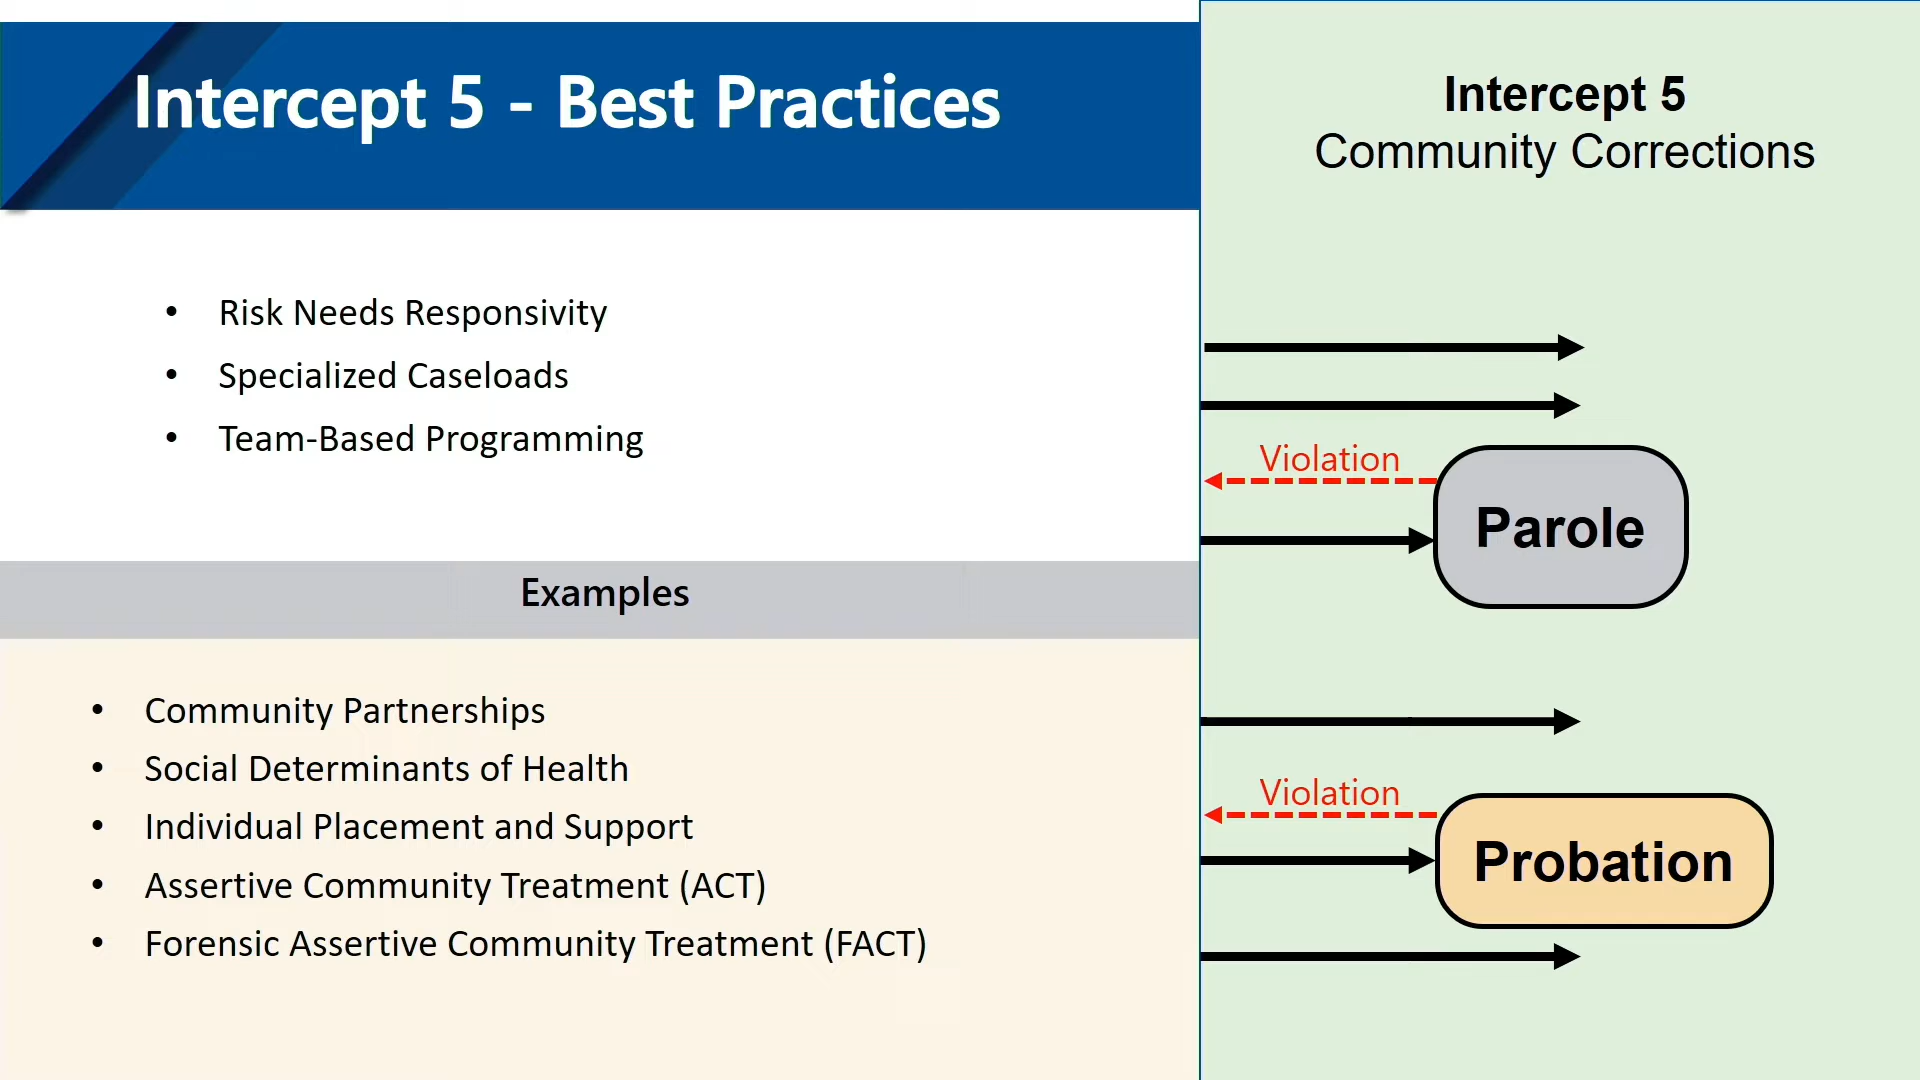 Intercept 5 - Best Practices
• Risk Needs Responsivity
• Specialized Caseloads
• Team-Based Programming
Examples
• Community Partnerships
• Social Determinants of Health
• Individual Placement and Support
• Assertive Community Treatment (ACT)
• Forensic Assertive Community Treatment (FACT)
Intercept 5
Community Corrections
Violation
Parole
Violation
Probation